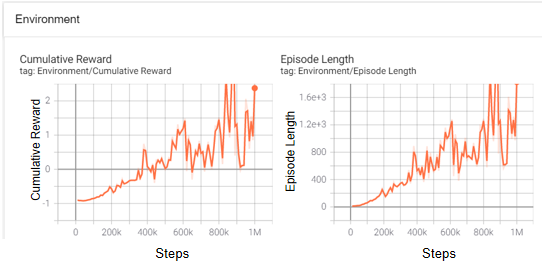 Environment
Cumulative Reward
tag: Environment/Cumulative Reward
Cumulative Reward
2
1
0
-1
0
200k
400k
600k
800k
1M
Steps
Episode Length
tag: Environment/Episode Length
Episode Length
1.6e+3
1.2e+3
800
400
0
0
200k
400k
600k
800k
1M
Steps